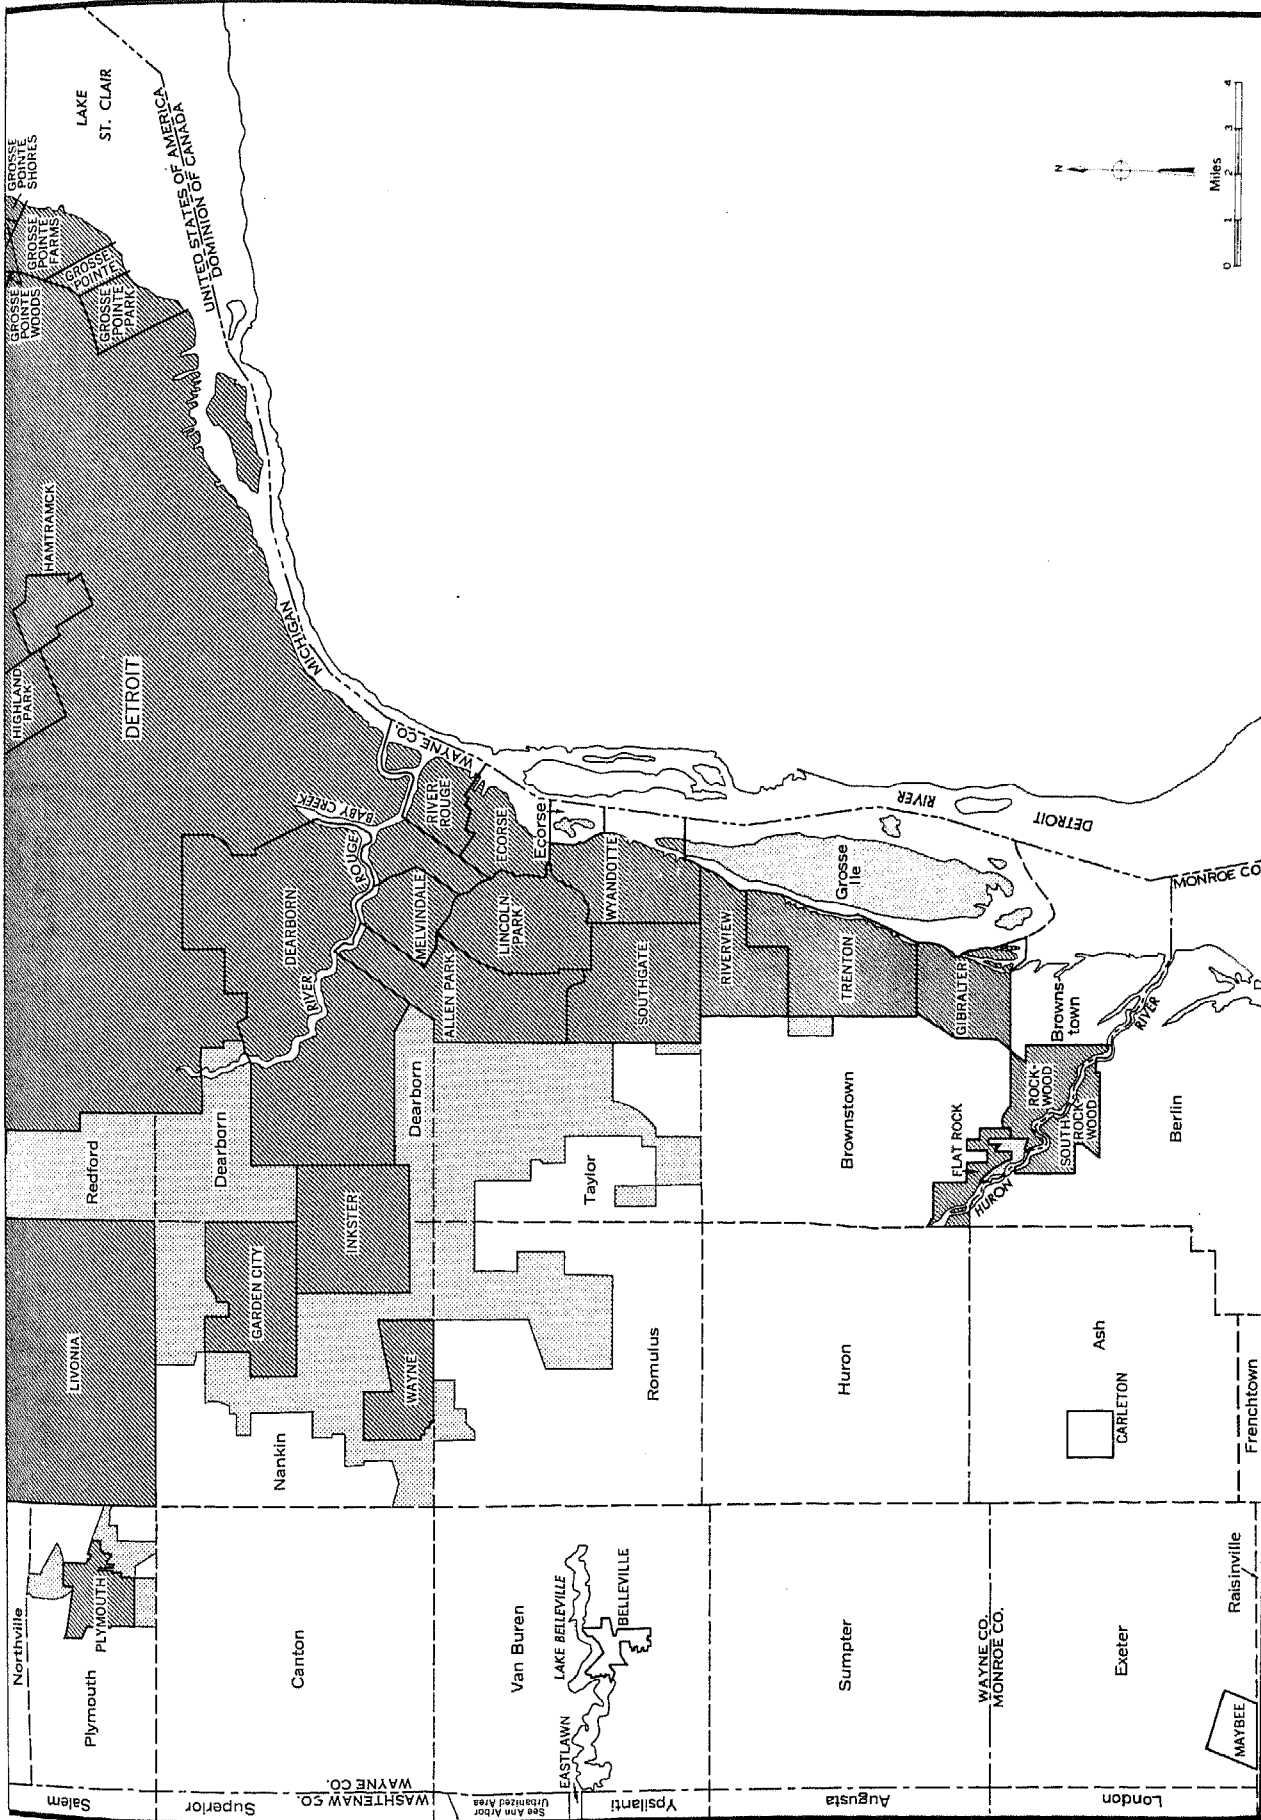 LAKE
ST. CLAIR
GROSSE
POINTE
SHORES
GROSSE
POINTE
FARMS
GROSSE
POINTE
WOODS
GROSSE
POINTE
GROSSE
POINTE
PARK
UNITED STATES OF AMERICA
DOMINION OF CANADA
HAMTRAMCK
HIGHLAND
PARK
DETROIT
MICHIGAN
WAYNE CO.
BABY CREEK
RIVER
ROUGE
DEARBORN
RIVER
ROUGE
MELVINDALE
ECORSE
Ecorse
LINCOLN
PARK
ALLEN PARK
WYANDOTTE
SOUTHGATE
RIVERVIEW
TRENTON
GIBRALTER
Grosse
Ile
DETROIT
RIVER
MONROE CO.
Browns-
town
RIVER
ROCK-
WOOD
SOUTH
ROCK-
WOOD
FLAT ROCK
HURON
Berlin
Brownstown
Taylor
Dearborn
Dearborn
Redford
INKSTER
GARDEN CITY
LIVONIA
WAYNE
Nankin
Romulus
Huron
Ash
CARLETON
Frenchtown
Northville
PLYMOUTH
Plymouth
Canton
Van Buren
LAKE BELLEVILLE
BELLEVILLE
EASTLAWN
Sumpter
WAYNE CO.
MONROE CO.
Exeter
Raisinville
MAYBEE
Salem
Superior
WASHTENAW CO.
WAYNE CO.
See Ann Arbor
Urbanized Area
Ypsilanti
Augusta
London
N
0 1 2 3 4
Miles